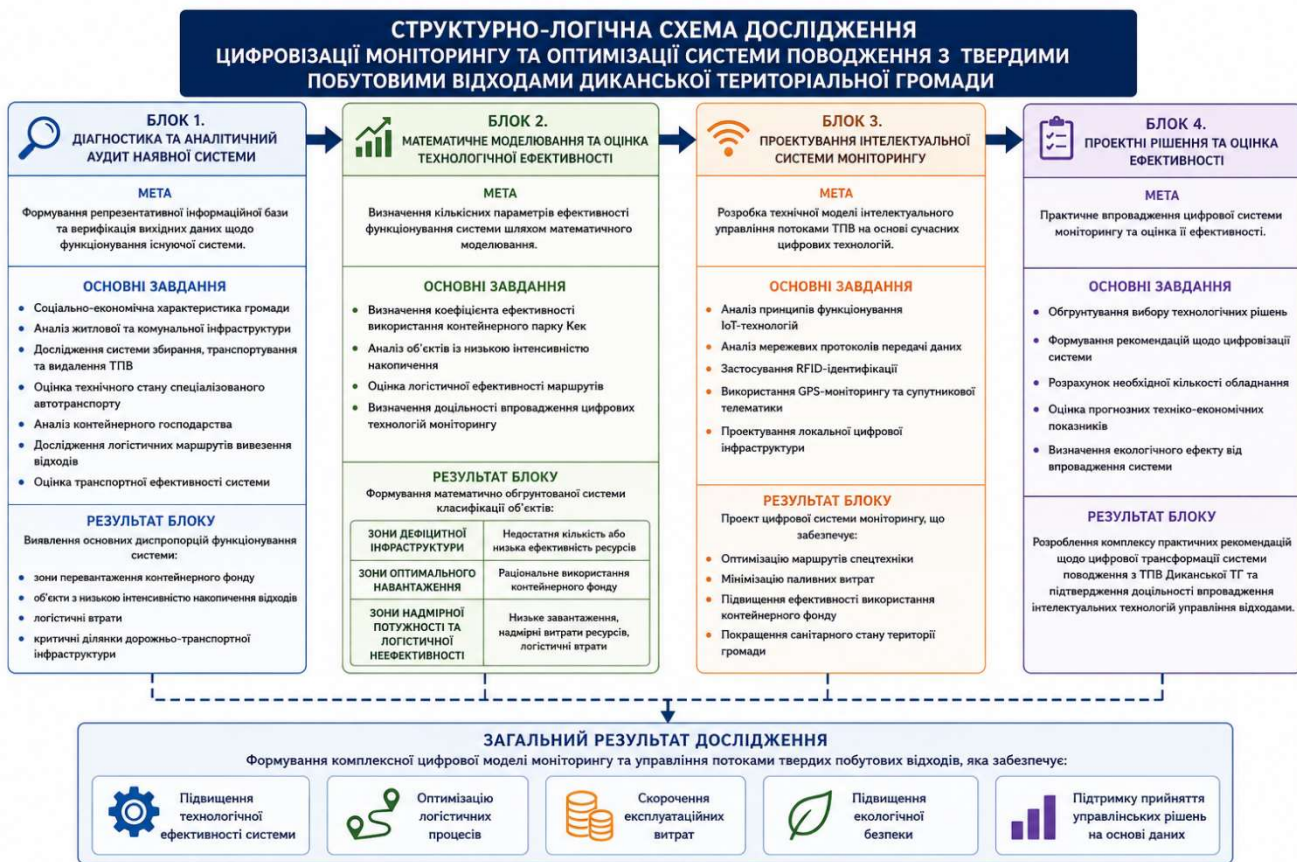 СТРУКТУРНО-ЛОГІЧНА СХЕМА ДОСЛІДЖЕННЯ
ЦИФРОВІЗАЦІЇ МОНІТОРИНГУ ТА ОПТИМІЗАЦІЇ СИСТЕМИ ПОВОДЖЕННЯ З ТВЕРДИМИ
ПОБУТОВИМИ ВІДХОДАМИ ДИКАНСЬКОЇ ТЕРИТОРІАЛЬНОЇ ГРОМАДИ
БЛОК 1.
ДІАГНОСТИКА ТА АНАЛІТИЧНИЙ
АУДИТ НАЯВНОЇ СИСТЕМИ
МЕТА
Формування репрезентативної інформаційної бази
та верифікація вихідних даних щодо
функціонування існуючої системи.
ОСНОВНІ ЗАВДАННЯ
Соціально-економічна характеристика громади
Аналіз житлової та комунальної інфраструктури
Дослідження системи збирання, транспортування
та видалення ТПВ
Оцінка технічного стану спеціалізованого
автотранспорту
Аналіз контейнерного господарства
Дослідження логістичних маршрутів вивезення
відходів
Оцінка транспортної ефективності системи
РЕЗУЛЬТАТ БЛОКУ
Виявлення основних диспропорцій функціонування
системи:
зони перевантаження контейнерного фонду
об'єкти з низькою інтенсивністю накопичення відходів
логістичні втрати
критичні ділянки дорожньо-транспортної
інфраструктури
БЛОК 2.
МАТЕМАТИЧНЕ МОДЕЛЮВАННЯ ТА ОЦІНКА
ТЕХНОЛОГІЧНОЇ ЕФЕКТИВНОСТІ
МЕТА
Визначення кількісних параметрів ефективності
функціонування системи шляхом математичного
моделювання.
ОСНОВНІ ЗАВДАННЯ
Визначення коефіцієнта ефективності
використання контейнерного парку Кек
Аналіз об'єктів із низькою інтенсивністю
накопичення
Оцінка логістичної ефективності маршрутів
Визначення доцільності впровадження цифрових
технологій моніторингу
РЕЗУЛЬТАТ БЛОКУ
Формування математично обгрунтованої системи
класифікації об'єктів:
ЗОНИ ДЕФІЦИТНОЇ
ІНФРАСТРУКТУРИ
Недостатня кількість або
низька ефективність ресурсів
ЗОНИ ОПТИМАЛЬНОГО
НАВАНТАЖЕННЯ
Раціональне використання
контейнерного фонду
ЗОНИ НАДМІРНОЇ
ПОТУЖНОСТІ ТА
ЛОГІСТИЧНОЇ
НЕЕФЕКТИВНОСТІ
Низьке завантаження,
надмірні витрати ресурсів,
логістичні втрати
БЛОК 3.
ПРОЕКТУВАННЯ ІНТЕЛЕКТУАЛЬНОЇ
СИСТЕМИ МОНІТОРИНГУ
МЕТА
Розробка технічної моделі інтелектуального
управління потоками ТПВ на основі сучасних
цифрових технологій.
ОСНОВНІ ЗАВДАННЯ
Аналіз принципів функціонування
IoT-технологій
Аналіз мережевих протоколів передачі даних
Застосування RFID-ідентифікації
Використання GPS-моніторингу та супутникової
телематики
Проектування локальної цифрової
інфраструктури
РЕЗУЛЬТАТ БЛОКУ
Проект цифрової системи моніторингу, що
забезпечує:
Оптимізацію маршрутів спецтехніки
Мінімізацію паливних витрат
Підвищення ефективності використання
контейнерного фонду
Покращення санітарного стану території
громади
БЛОК 4.
ПРОЕКТНІ РІШЕННЯ ТА ОЦІНКА
ЕФЕКТИВНОСТІ
МЕТА
Практичне впровадження цифрової системи
моніторингу та оцінка її ефективності.
ОСНОВНІ ЗАВДАННЯ
Обгрунтування вибору технологічних рішень
Формування рекомендацій щодо цифровізації
системи
Розрахунок необхідної кількості обладнання
Оцінка прогнозних техніко-економічних
показників
Визначення екологічного ефекту від
впровадження системи
РЕЗУЛЬТАТ БЛОКУ
Розроблення комплексу практичних рекомендацій
щодо цифрової трансформації системи
поводження з ТПВ Диканської ТГ та
підтвердження доцільності впровадження
інтелектуальних технологій управління відходами.
ЗАГАЛЬНИЙ РЕЗУЛЬТАТ ДОСЛІДЖЕННЯ
Формування комплексної цифрової моделі моніторингу та управління потоками твердих побутових відходів, яка забезпечує:
Підвищення
технологічної
ефективності системи
Оптимізацію
логістичних
процесів
Скорочення
експлуатаційних
витрат
Підвищення
екологічної
безпеки
Підтримку прийняття
управлінських рішень
на основі даних